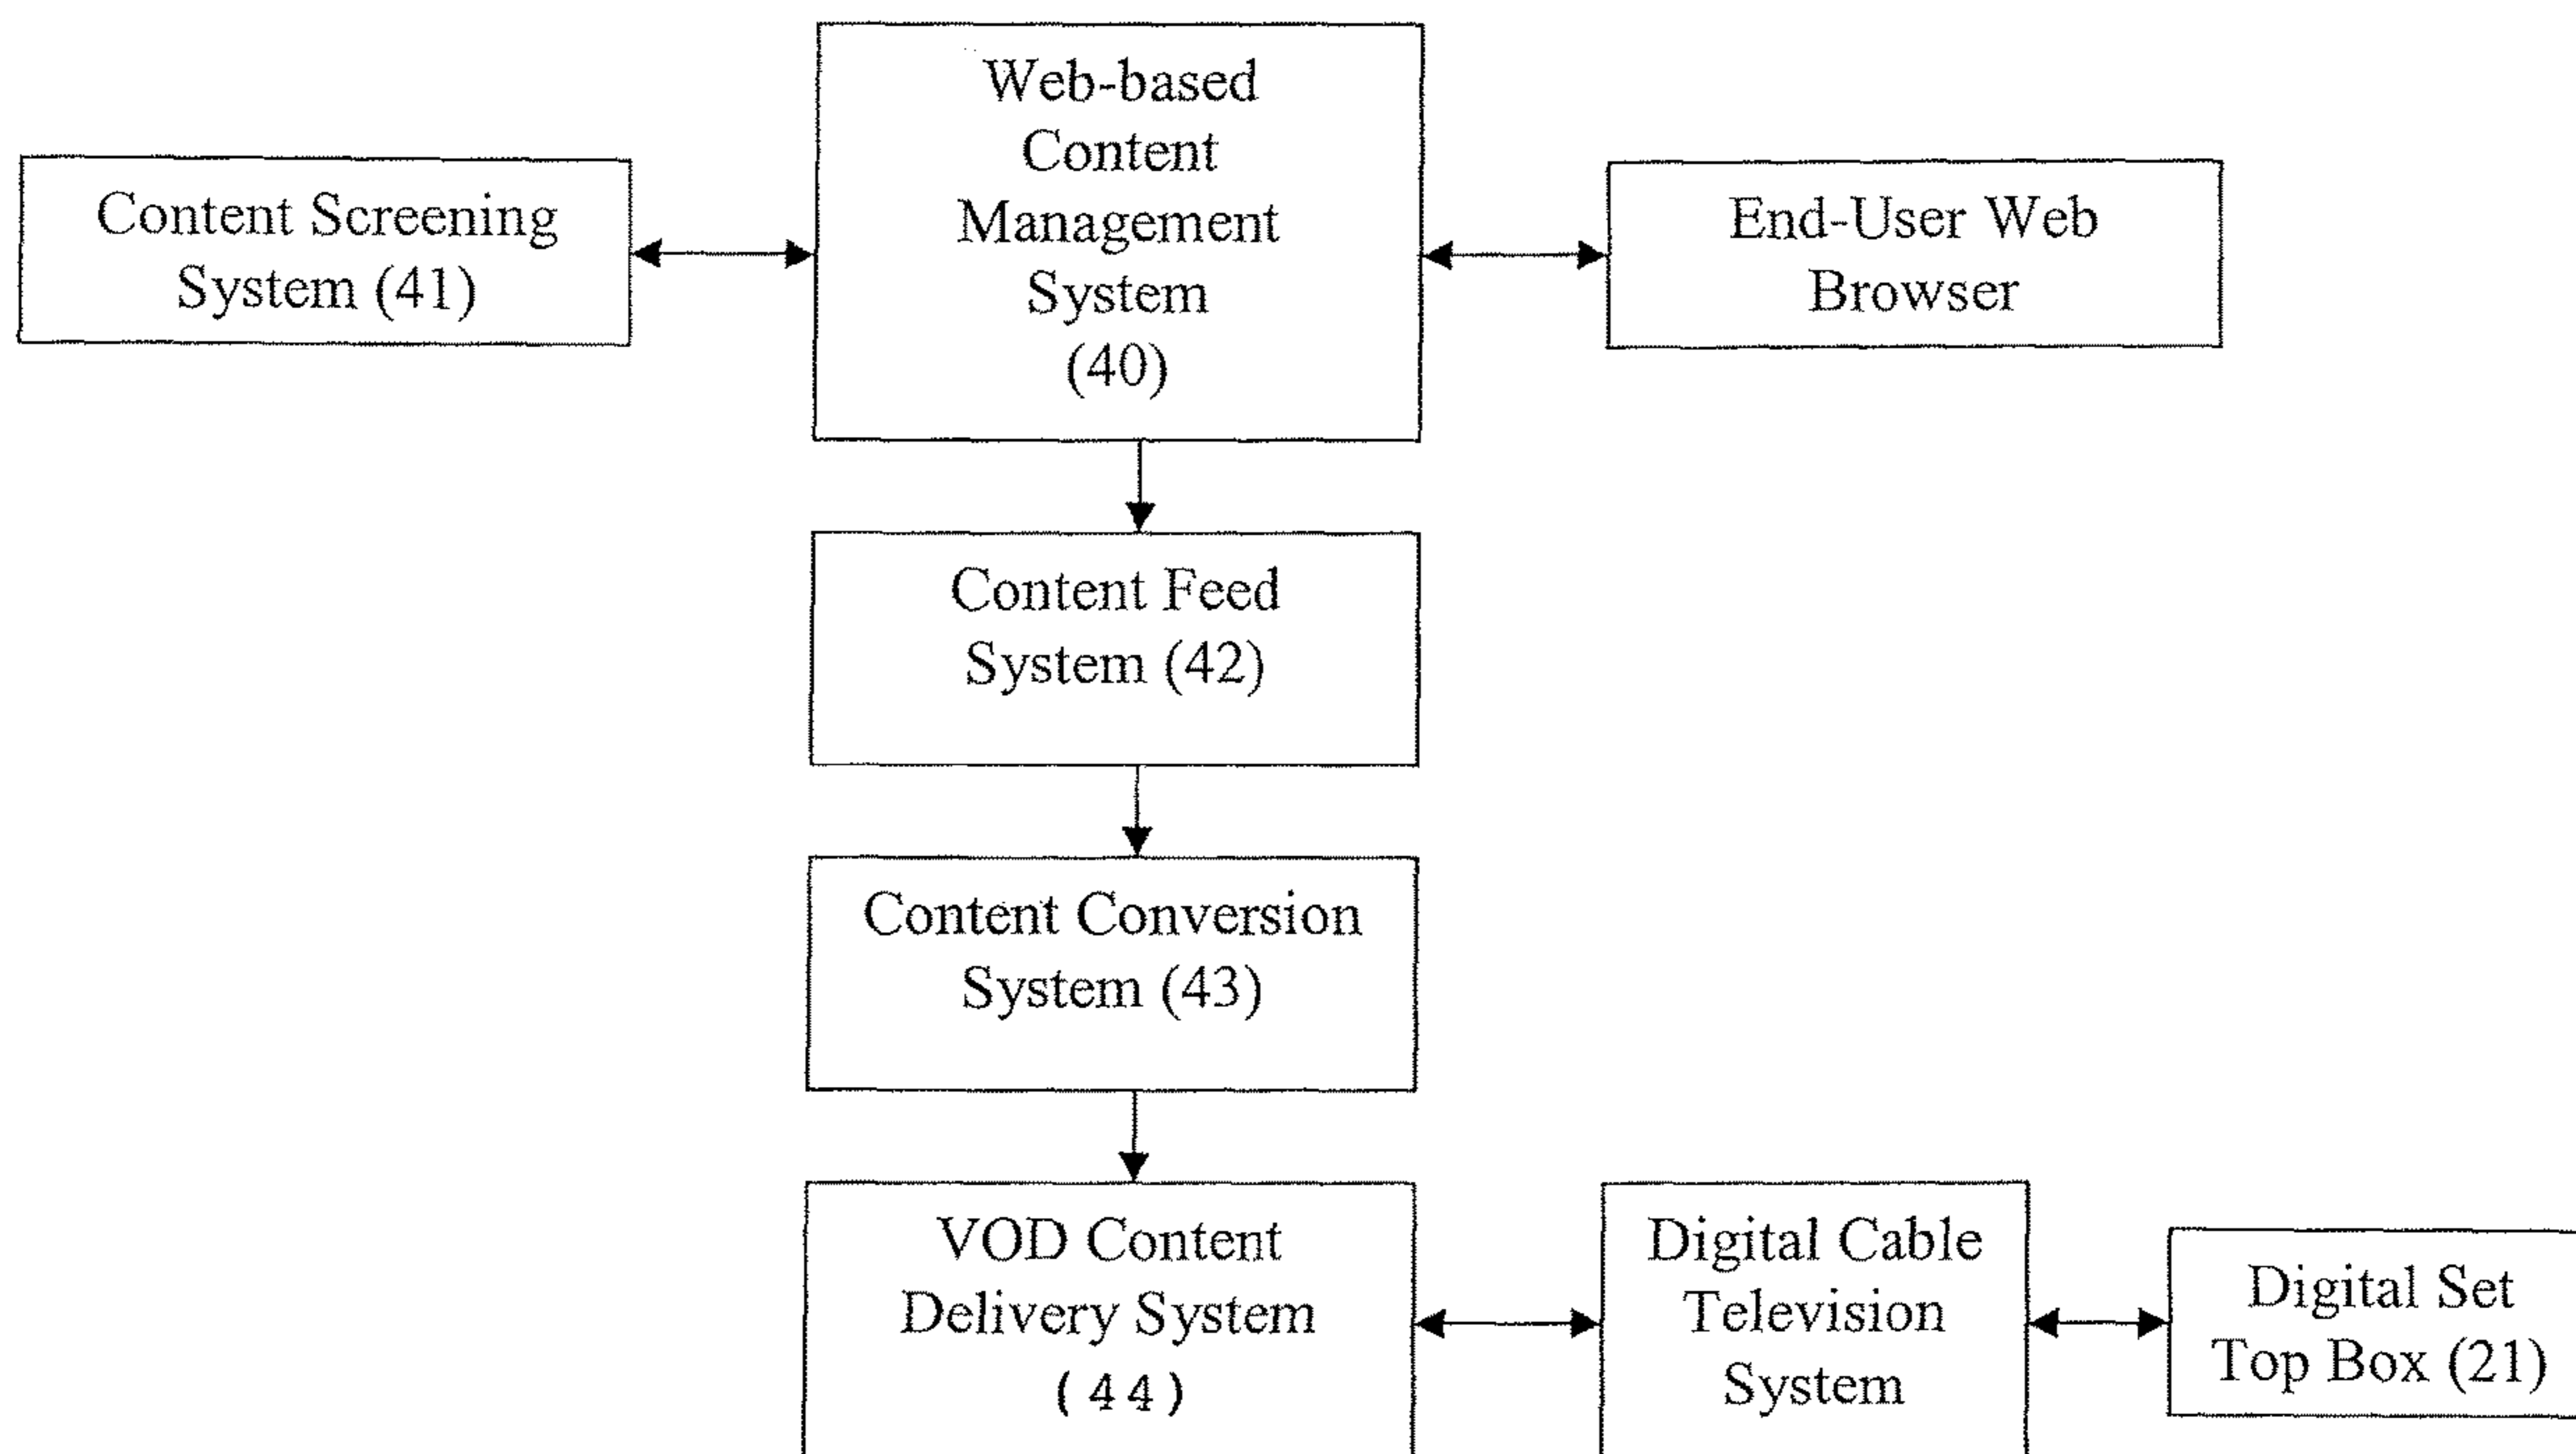 Web-based
Content
Management
System
(40)
Content Screening
System (41)
End-User Web
Browser
Content Feed
System (42)
Content Conversion
System (43)
VOD Content
Delivery System
(44)
Digital Cable
Television
System
Digital Set
Top Box (21)